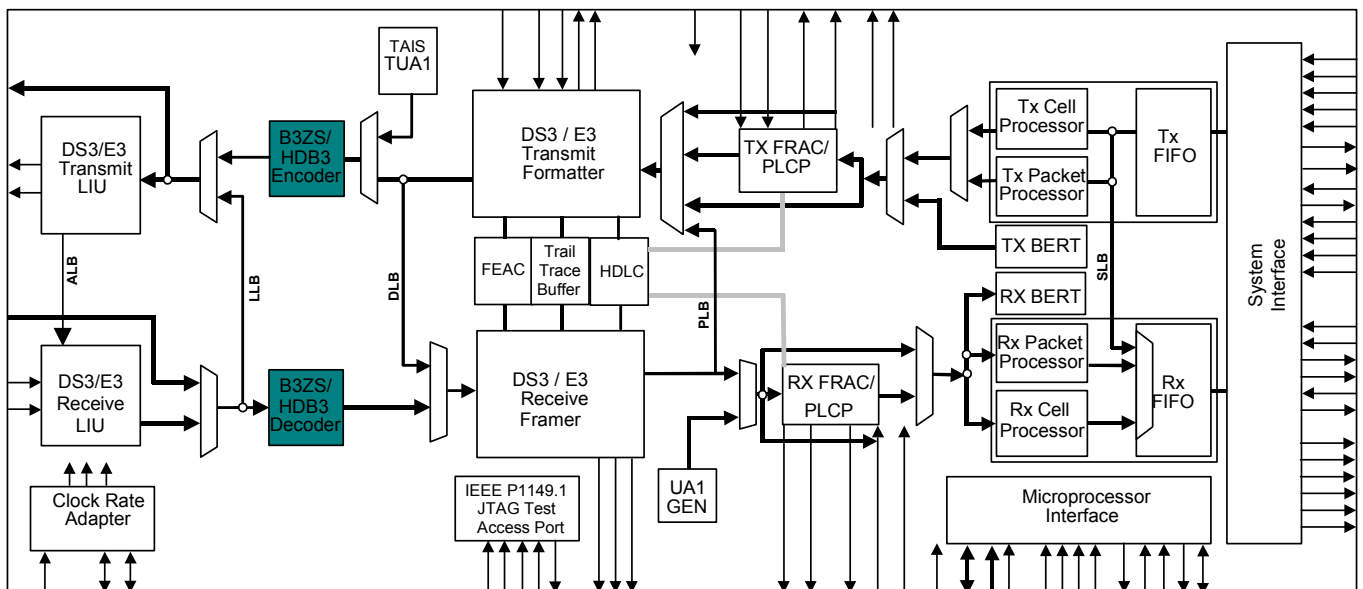 TAIS
TUA1
B3ZS/
HDB3
Encoder
DS3/E3
Transmit
LIU
DS3 / E3
Transmit
Formatter
TX FRAC/
PLCP
Tx Cell
Processor
Tx Packet
Processor
Tx
FIFO
TX BERT
RX BERT
FEAC
Trail
Trace
Buffer
HDLC
ALB
LLB
DLB
PLB
SLB
System
Interface
DS3/E3
Receive
LIU
B3ZS/
HDB3
Decoder
DS3 / E3
Receive
Framer
RX FRAC/
PLCP
Rx Packet
Processor
Rx Cell
Processor
Rx
FIFO
UA1
GEN
Clock Rate
Adapter
IEEE P1149.1
JTAG Test
Access Port
Microprocessor
Interface